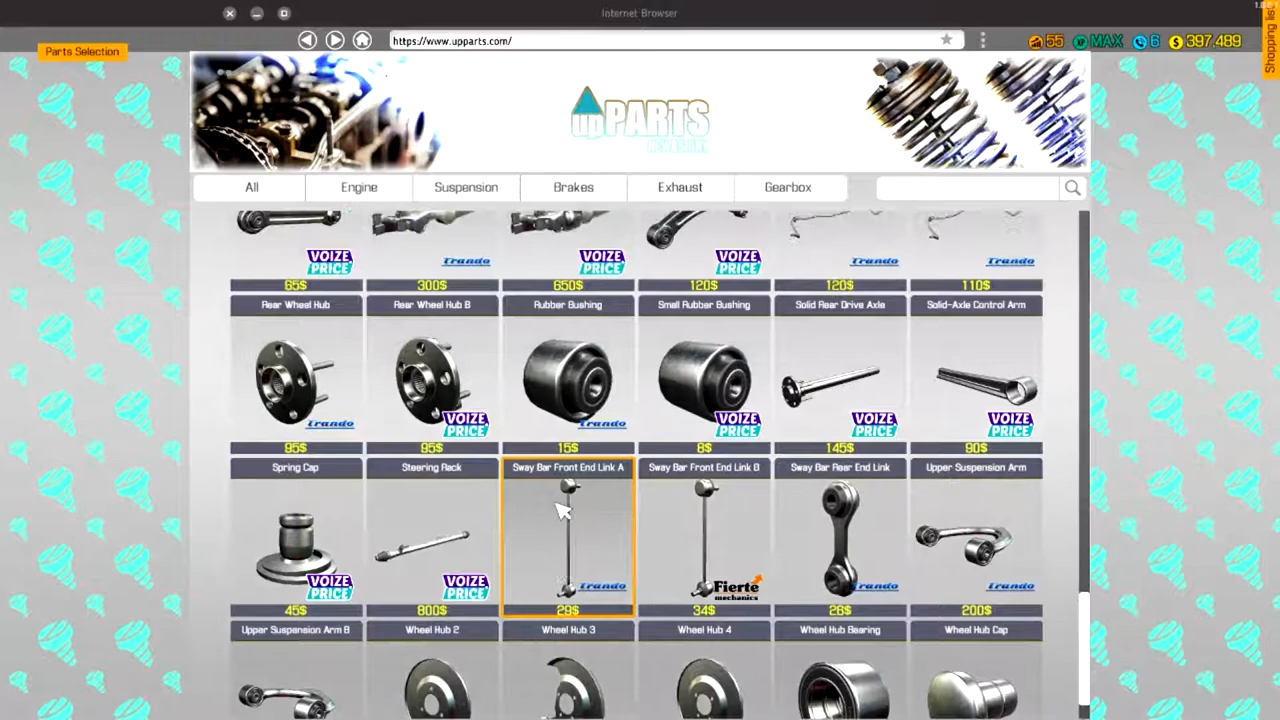 Internet Browser
1.0.0.1
Parts Selection
https://www.upparts.com/
55
XP MAX
6
$ 397,489
Shopping list
upPARTS
All
Engine
Suspension
Brakes
Exhaust
Gearbox
VOIZE PRICE
Trando
VOIZE PRICE
VOIZE PRICE
Trando
Trando
65$
300$
650$
120$
120$
110$
Rear Wheel Hub
Rear Wheel Hub B
Rubber Bushing
Small Rubber Bushing
Solid Rear Drive Axle
Solid-Axle Control Arm
Trando
VOIZE PRICE
Trando
VOIZE PRICE
VOIZE PRICE
VOIZE PRICE
95$
95$
15$
8$
145$
90$
Spring Cap
Steering Rack
Sway Bar Front End Link A
Sway Bar Front End Link B
Sway Bar Rear End Link
Upper Suspension Arm
VOIZE PRICE
VOIZE PRICE
Trando
Fierte mechanics
Trando
Trando
45$
800$
29$
34$
26$
200$
Upper Suspension Arm B
Wheel Hub 2
Wheel Hub 3
Wheel Hub 4
Wheel Hub Bearing
Wheel Hub Cap